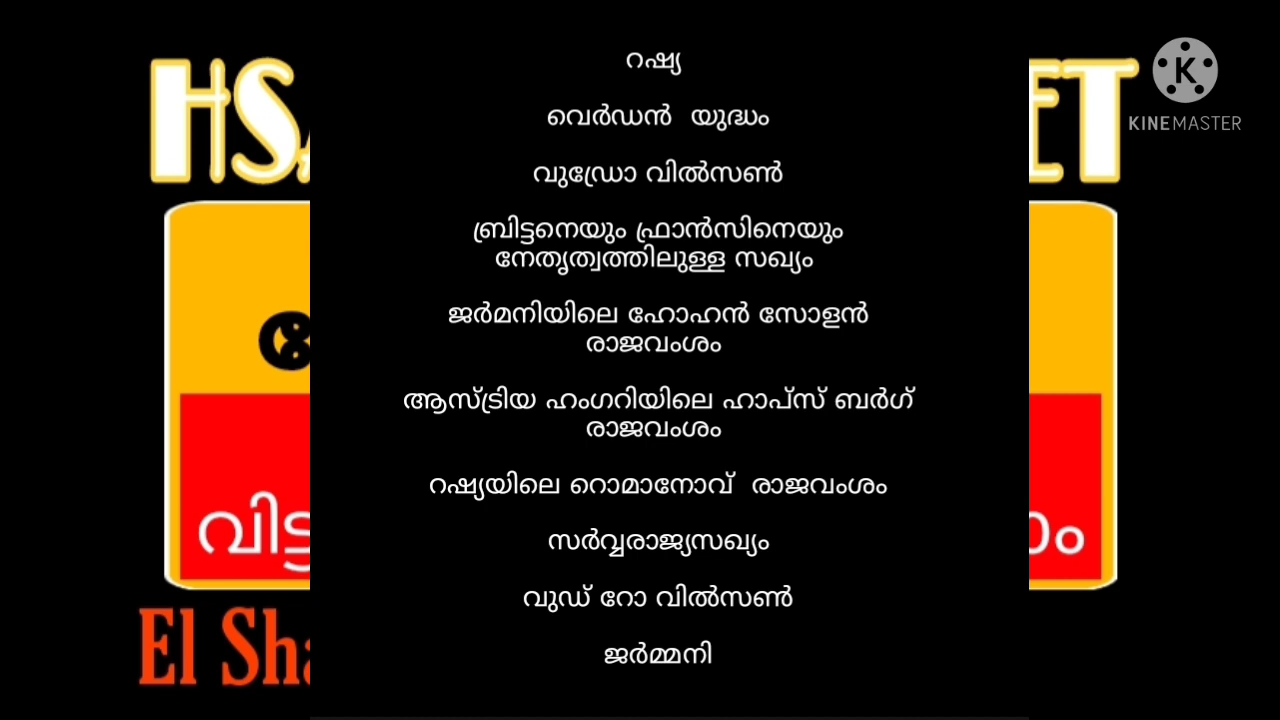 റഷ്യ
വെർഡൻ യുദ്ധം
വുഡ്രോ വിൽസൺ
ബ്രിട്ടനെയും ഫ്രാൻസിനെയും
നേതൃത്വത്തിലുള്ള സഖ്യം
ജർമനിയിലെ ഹോഹൻ സോളൻ
രാജവംശം
ആസ്ട്രിയ ഹംഗറിയിലെ ഹാപ്സ് ബർഗ്
രാജവംശം
റഷ്യയിലെ റൊമാനോവ് രാജവംശം
സർവ്വരാജ്യസഖ്യം
വുഡ് റോ വിൽസൺ
ജർമ്മനി
KINEMASTER
El